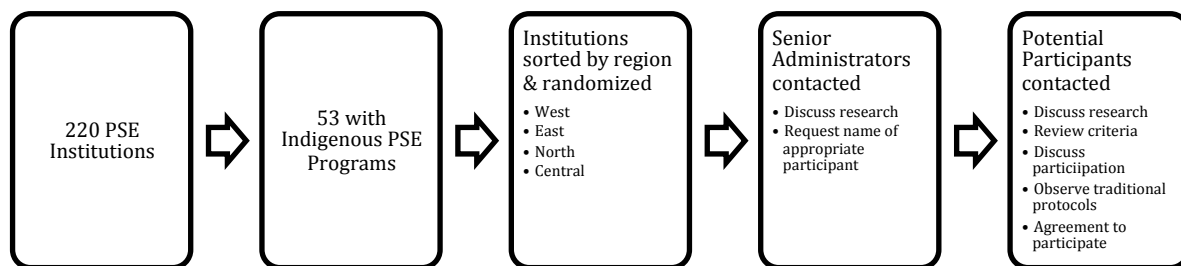 220 PSE
Institutions
53 with
Indigenous PSE
Programs
Institutions
sorted by region
& randomized
• West
• East
• North
• Central
Senior
Administrators
contacted
• Discuss research
• Request name of
appropriate
participant
Potential
Participants
contacted
• Discuss research
• Review criteria
• Discuss
particiipation
• Observe traditional
protocols
• Agreement to
participate